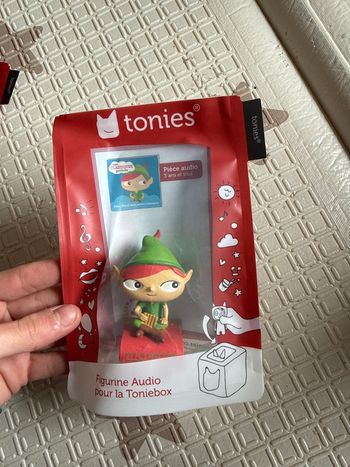 tonies®
tonies®
Pièce audio
3 ans et plus
Figurine Audio
pour la Toniebox